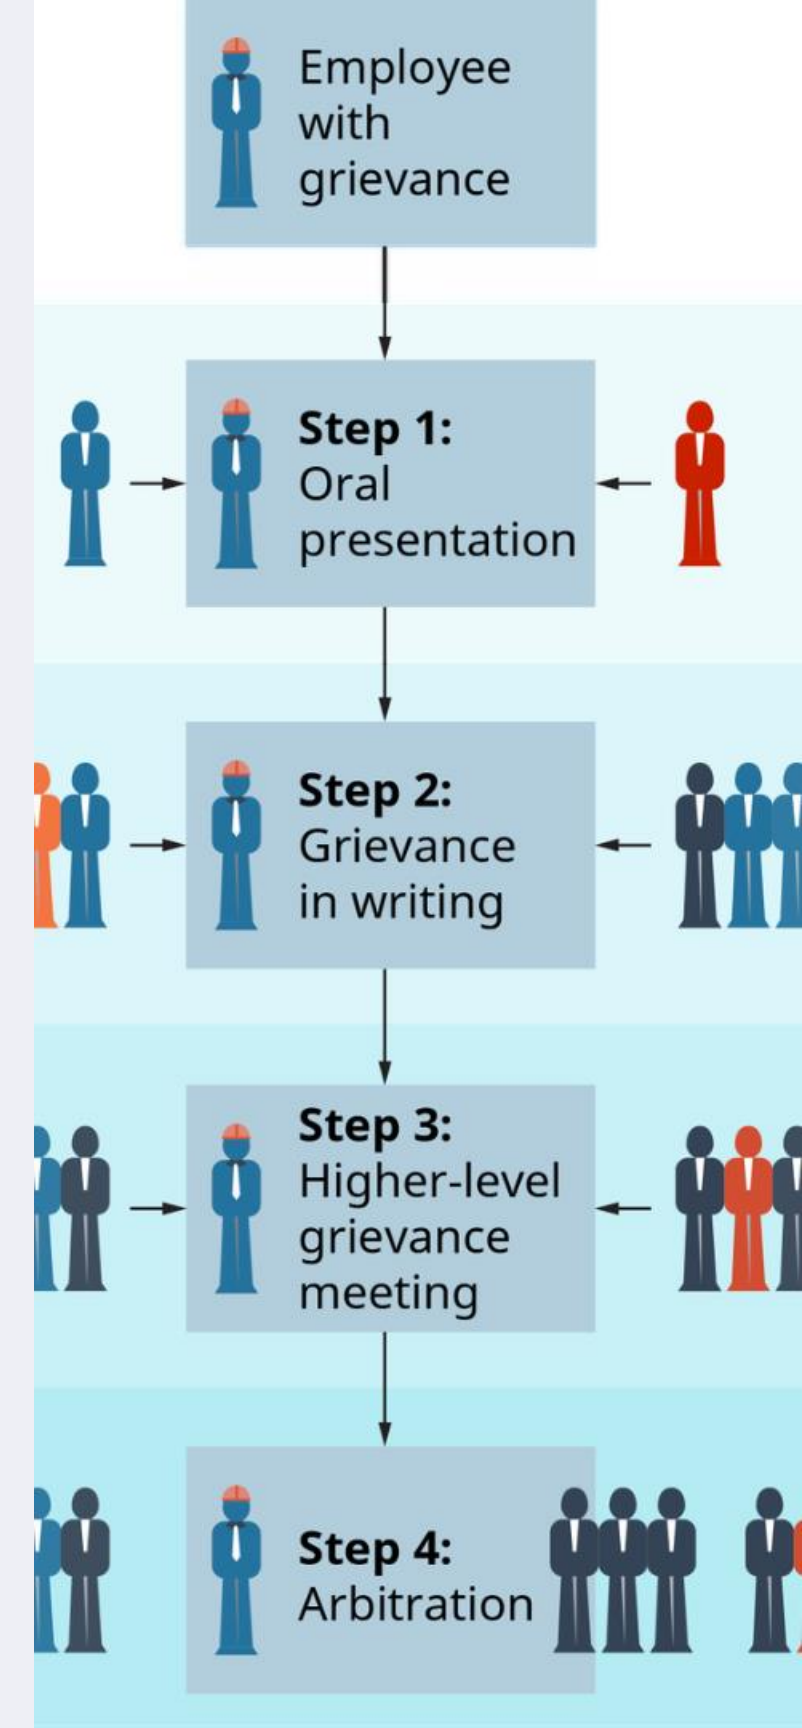 Employee
with
grievance
Step 1:
Oral
presentation
Step 2:
Grievance
in writing
Step 3:
Higher-level
grievance
meeting
Step 4:
Arbitration